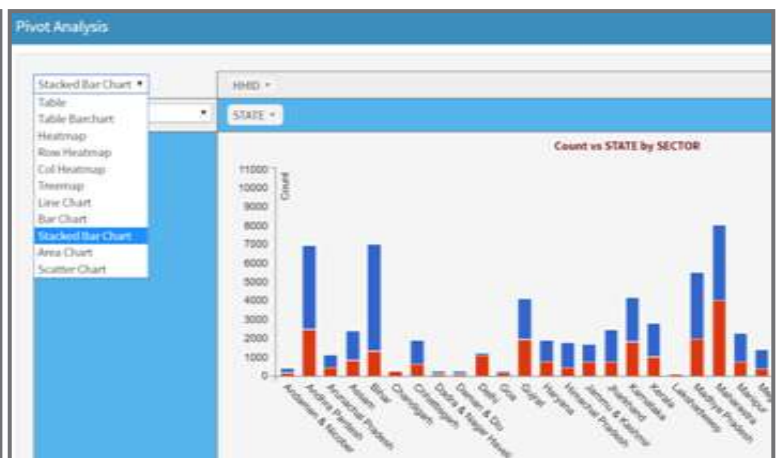 Pivot Analysis
Stacked Bar Chart
HHID
Table
Table Barchart
STATE
Heatmap
Row Heatmap
Col Heatmap
Treemap
Line Chart
Bar Chart
Stacked Bar Chart
Area Chart
Scatter Chart
Count vs STATE by SECTOR
Count
11000
10000
9000
8000
7000
6000
5000
4000
3000
2000
1000
0
Andaman & Nicober
Andhra Pardesh
Arunachal Pradesh
Assam
Bihar
Chandigarh
Chhattisgarh
Dadra & Nagar Haveli
Daman & Diu
Delhi
Goa
Gujrat
Haryana
Himachal Pradesh
Jammu & Kashmir
Jharkhand
Karnataka
Kerala
Lakshadweep
Madhya Pradesh
Maharastra
Manipur